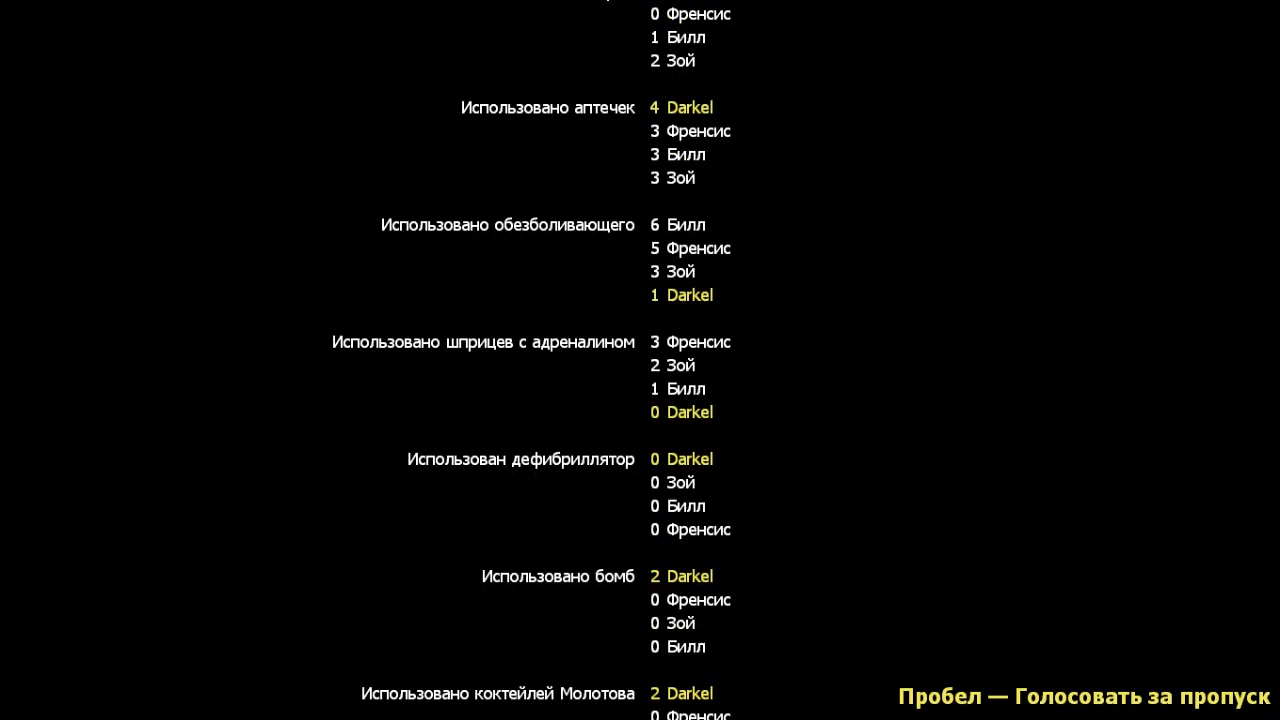 0 Френсис
1 Билл
2 Зой
Использовано аптечек 4 Darkel
3 Френсис
3 Билл
3 Зой
Использовано обезболивающего 6 Билл
5 Френсис
3 Зой
1 Darkel
Использовано шприцев с адреналином 3 Френсис
2 Зой
1 Билл
0 Darkel
Использован дефибриллятор 0 Darkel
0 Зой
0 Билл
0 Френсис
Использовано бомб 2 Darkel
0 Френсис
0 Зой
0 Билл
Использовано коктейлей Молотова 2 Darkel
0 Френсис
Пробел — Голосовать за пропуск